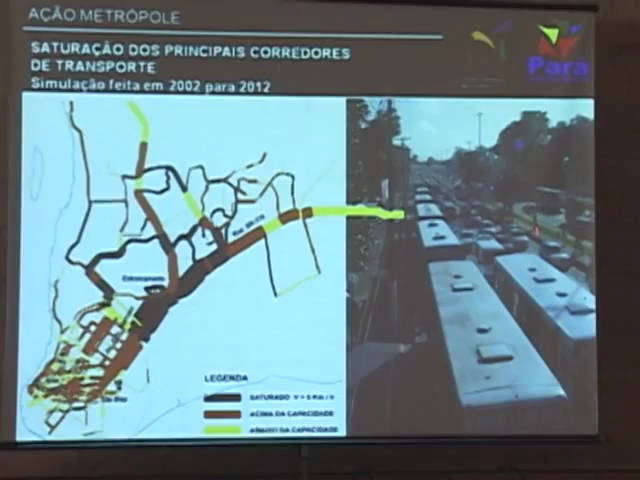 AÇÃO METRÓPOLE
SATURAÇÃO DOS PRINCIPAIS CORREDORES
DE TRANSPORTE
Simulação feita em 2002 para 2012
Pará
Entroncamento
LEGENDA
SATURADO
ACIMA DA CAPACIDADE
ABAIXO DA CAPACIDADE